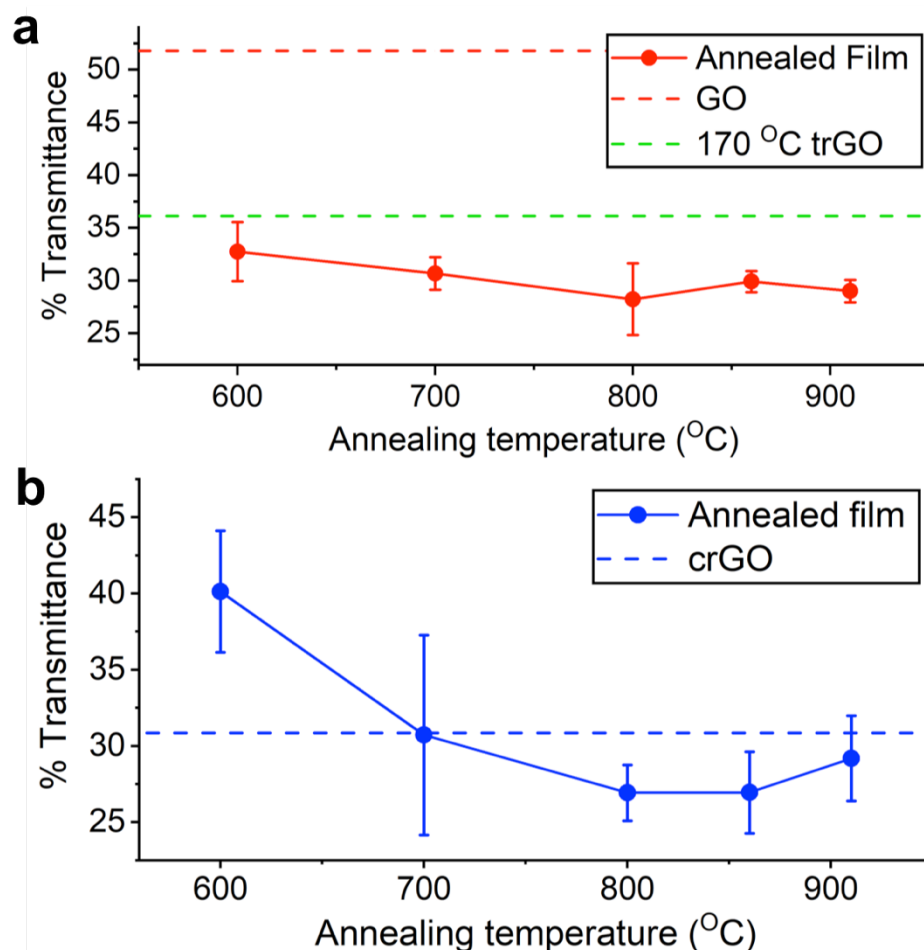 a
% Transmittance
50
45
40
35
30
25
Annealed Film
GO
170 ᴼC trGO
600
700
800
900
Annealing temperature (ᴼC)
b
% Transmittance
45
40
35
30
25
Annealed film
crGO
600
700
800
900
Annealing temperature (ᴼC)